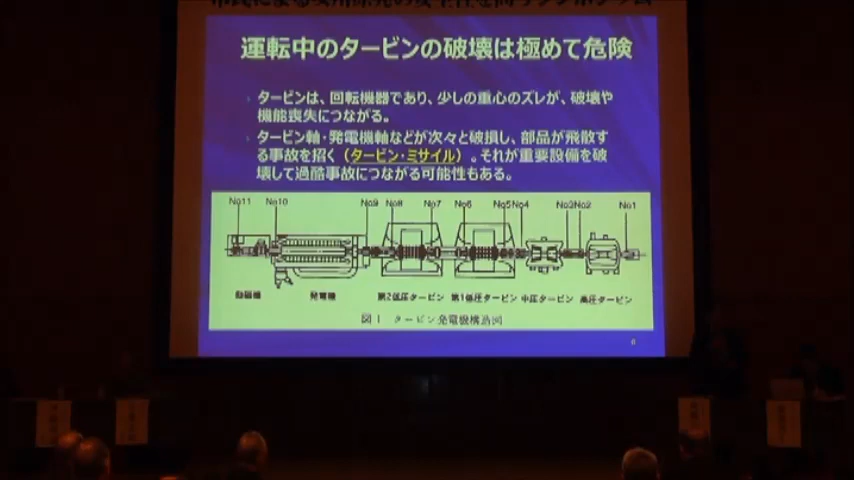 運転中のタービンの破壊は極めて危険
タービンは、回転機器であり、少しの重心のズレが、破壊や
機能喪失につながる。
タービン軸・発電機軸などが次々と破損し、部品が飛散す
る事故を招く（タービン・ミサイル）。それが重要設備を破
壊して過酷事故につながる可能性もある。
No11 No10 No9 No8 No7 No6 No5 No4 No3 No2 No1
励磁機 発電機 第2低圧タービン 第1低圧タービン 中圧タービン 高圧タービン
図1 タービン発電機構造図
6